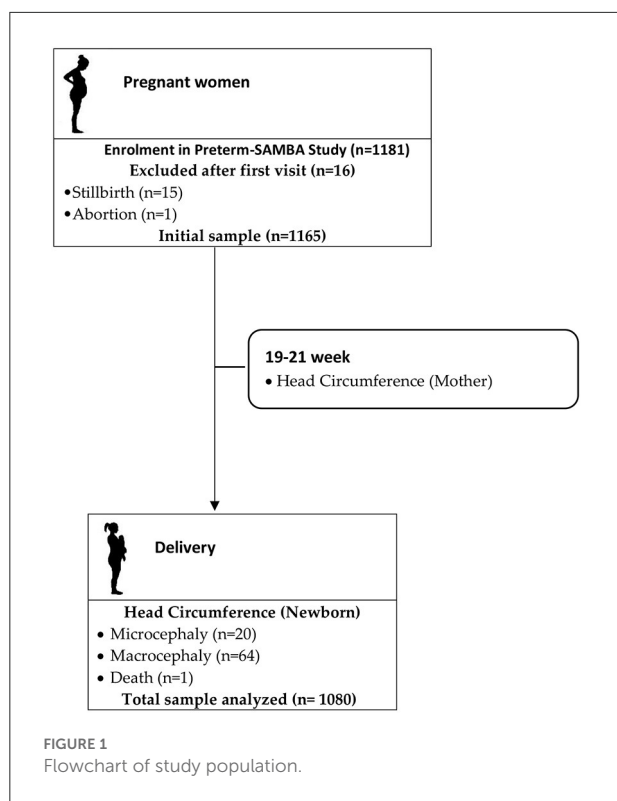 Pregnant women
Enrolment in Preterm-SAMBA Study (n=1181)
Excluded after first visit (n=16)
•Stillbirth (n=15)
•Abortion (n=1)
Initial sample (n=1165)
19-21 week
• Head Circumference (Mother)
Delivery
Head Circumference (Newborn)
• Microcephaly (n=20)
• Macrocephaly (n=64)
• Death (n=1)
Total sample analyzed (n= 1080)
FIGURE 1
Flowchart of study population.